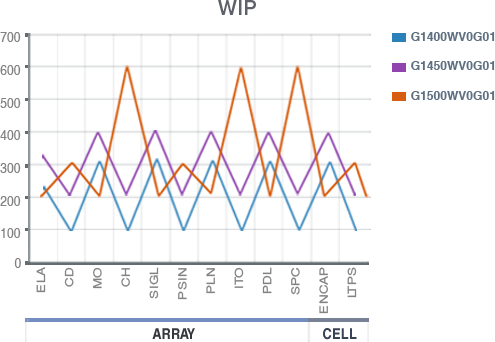 WIP
700
600
500
400
300
200
100
0
ELA
CD
MO
CH
SIGL
PSIN
PLN
ITO
PDL
SPC
ENCAP
LTPS
ARRAY
CELL
G1400WV0G01
G1450WV0G01
G1500WV0G01